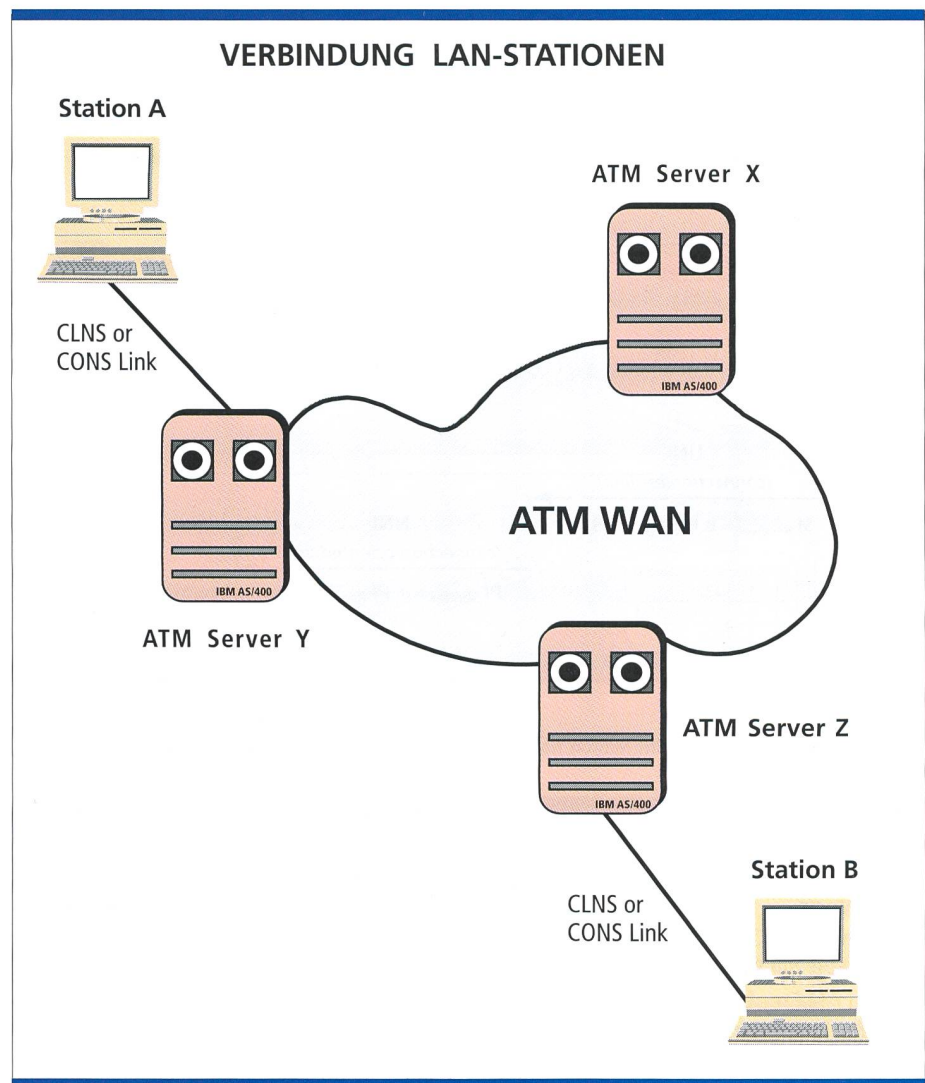 VERBINDUNG LAN-STATIONEN
Station A
ATM Server X
CLNS or
CONS Link
IBM AS/400
ATM WAN
IBM AS/400
ATM Server Y
ATM Server Z
IBM AS/400
Station B
CLNS or
CONS Link